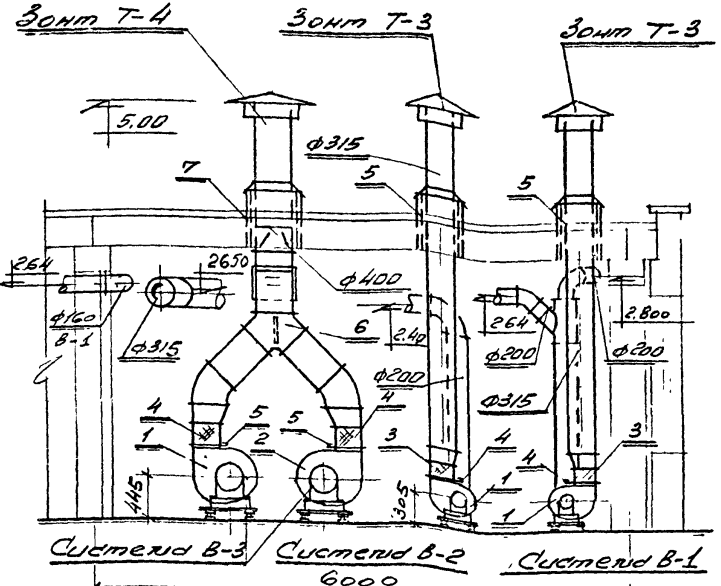 Зонт Т-4
Зонт Т-3
Зонт Т-3
5,00
ф315
7
5
5
264
2650
ф400
ф160
В-1
ф315
6
2.40
264
2.800
ф200
ф200
ф200
ф315
4
5
5
4
1
2
3
4
4
3
1
1
445
305
Система В-3
Система В-2
Система В-1
6000